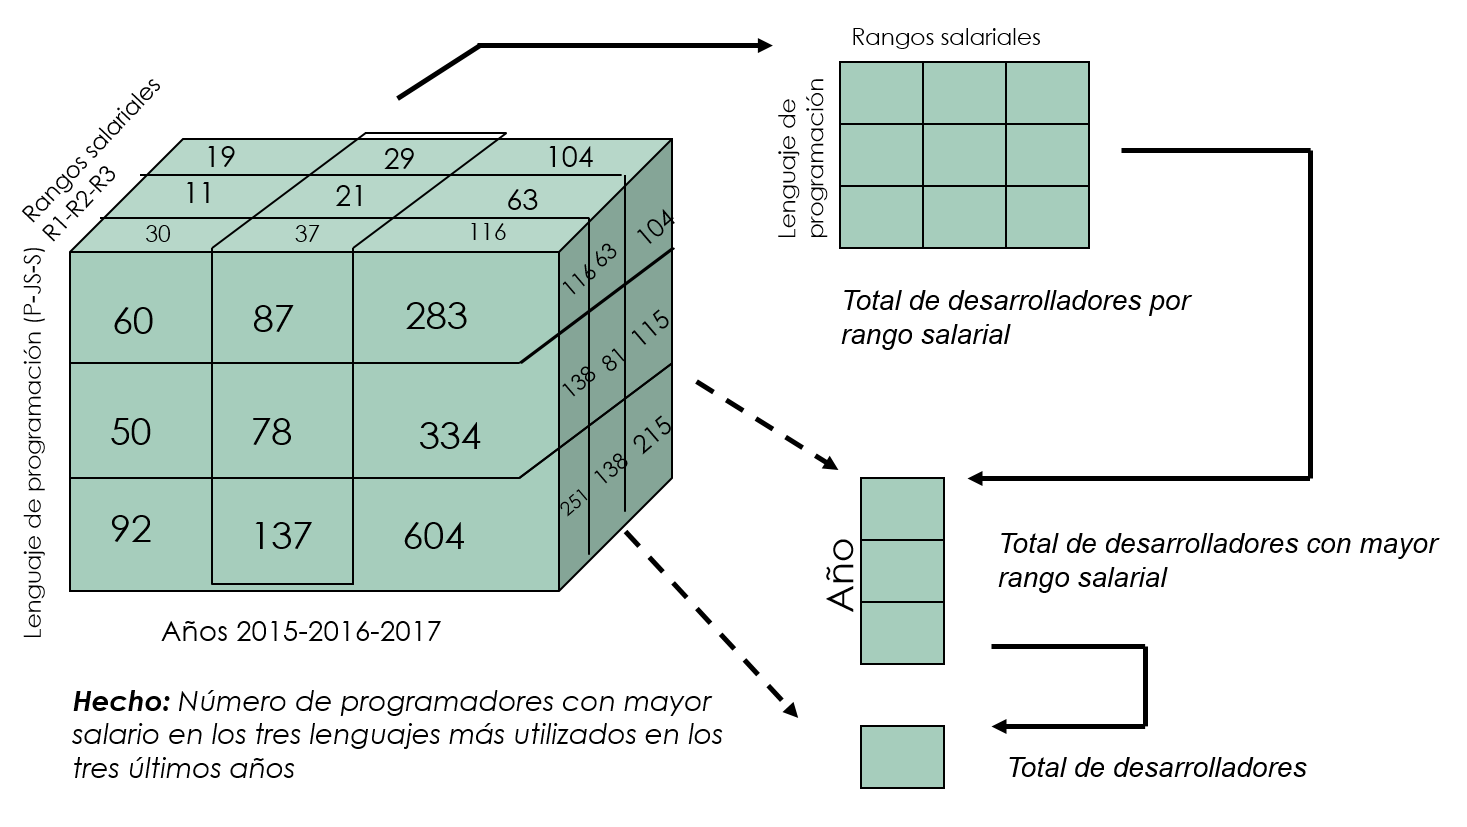 Rangos salariales
R1-R2-R3
19
29
104
11
21
63
30
37
116
Lenguaje de programación (P-JS-S)
60
87
283
50
78
334
92
137
604
116
63
104
138
81
115
251
138
215
Años 2015-2016-2017
Hecho: Número de programadores con mayor
salario en los tres lenguajes más utilizados en los
tres últimos años
Rangos salariales
Lenguaje de
programación
Total de desarrolladores por
rango salarial
Año
Total de desarrolladores con mayor
rango salarial
Total de desarrolladores